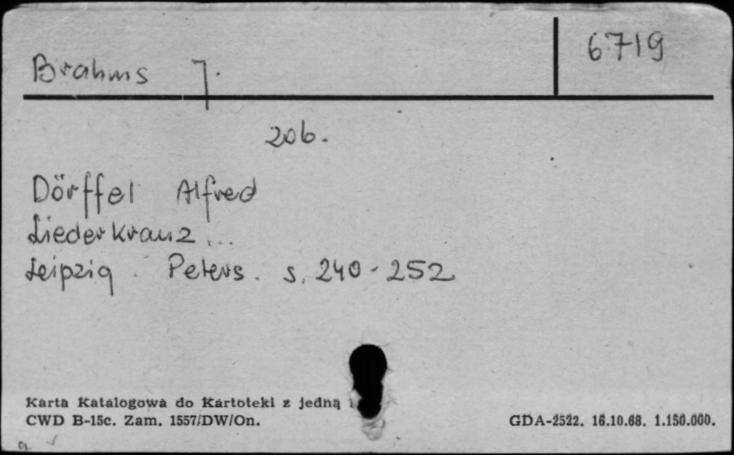 Brahms J.
6719
zob.
Dörffel Alfred
Liederkranz...
Leipzig. Peters. s. 240-252
Karta Katalogowa do Kartoteki z jedną
CWD B-15c. Zam. 1557/DW/On.
GDA-2522. 16.10.68. 1.150.000.